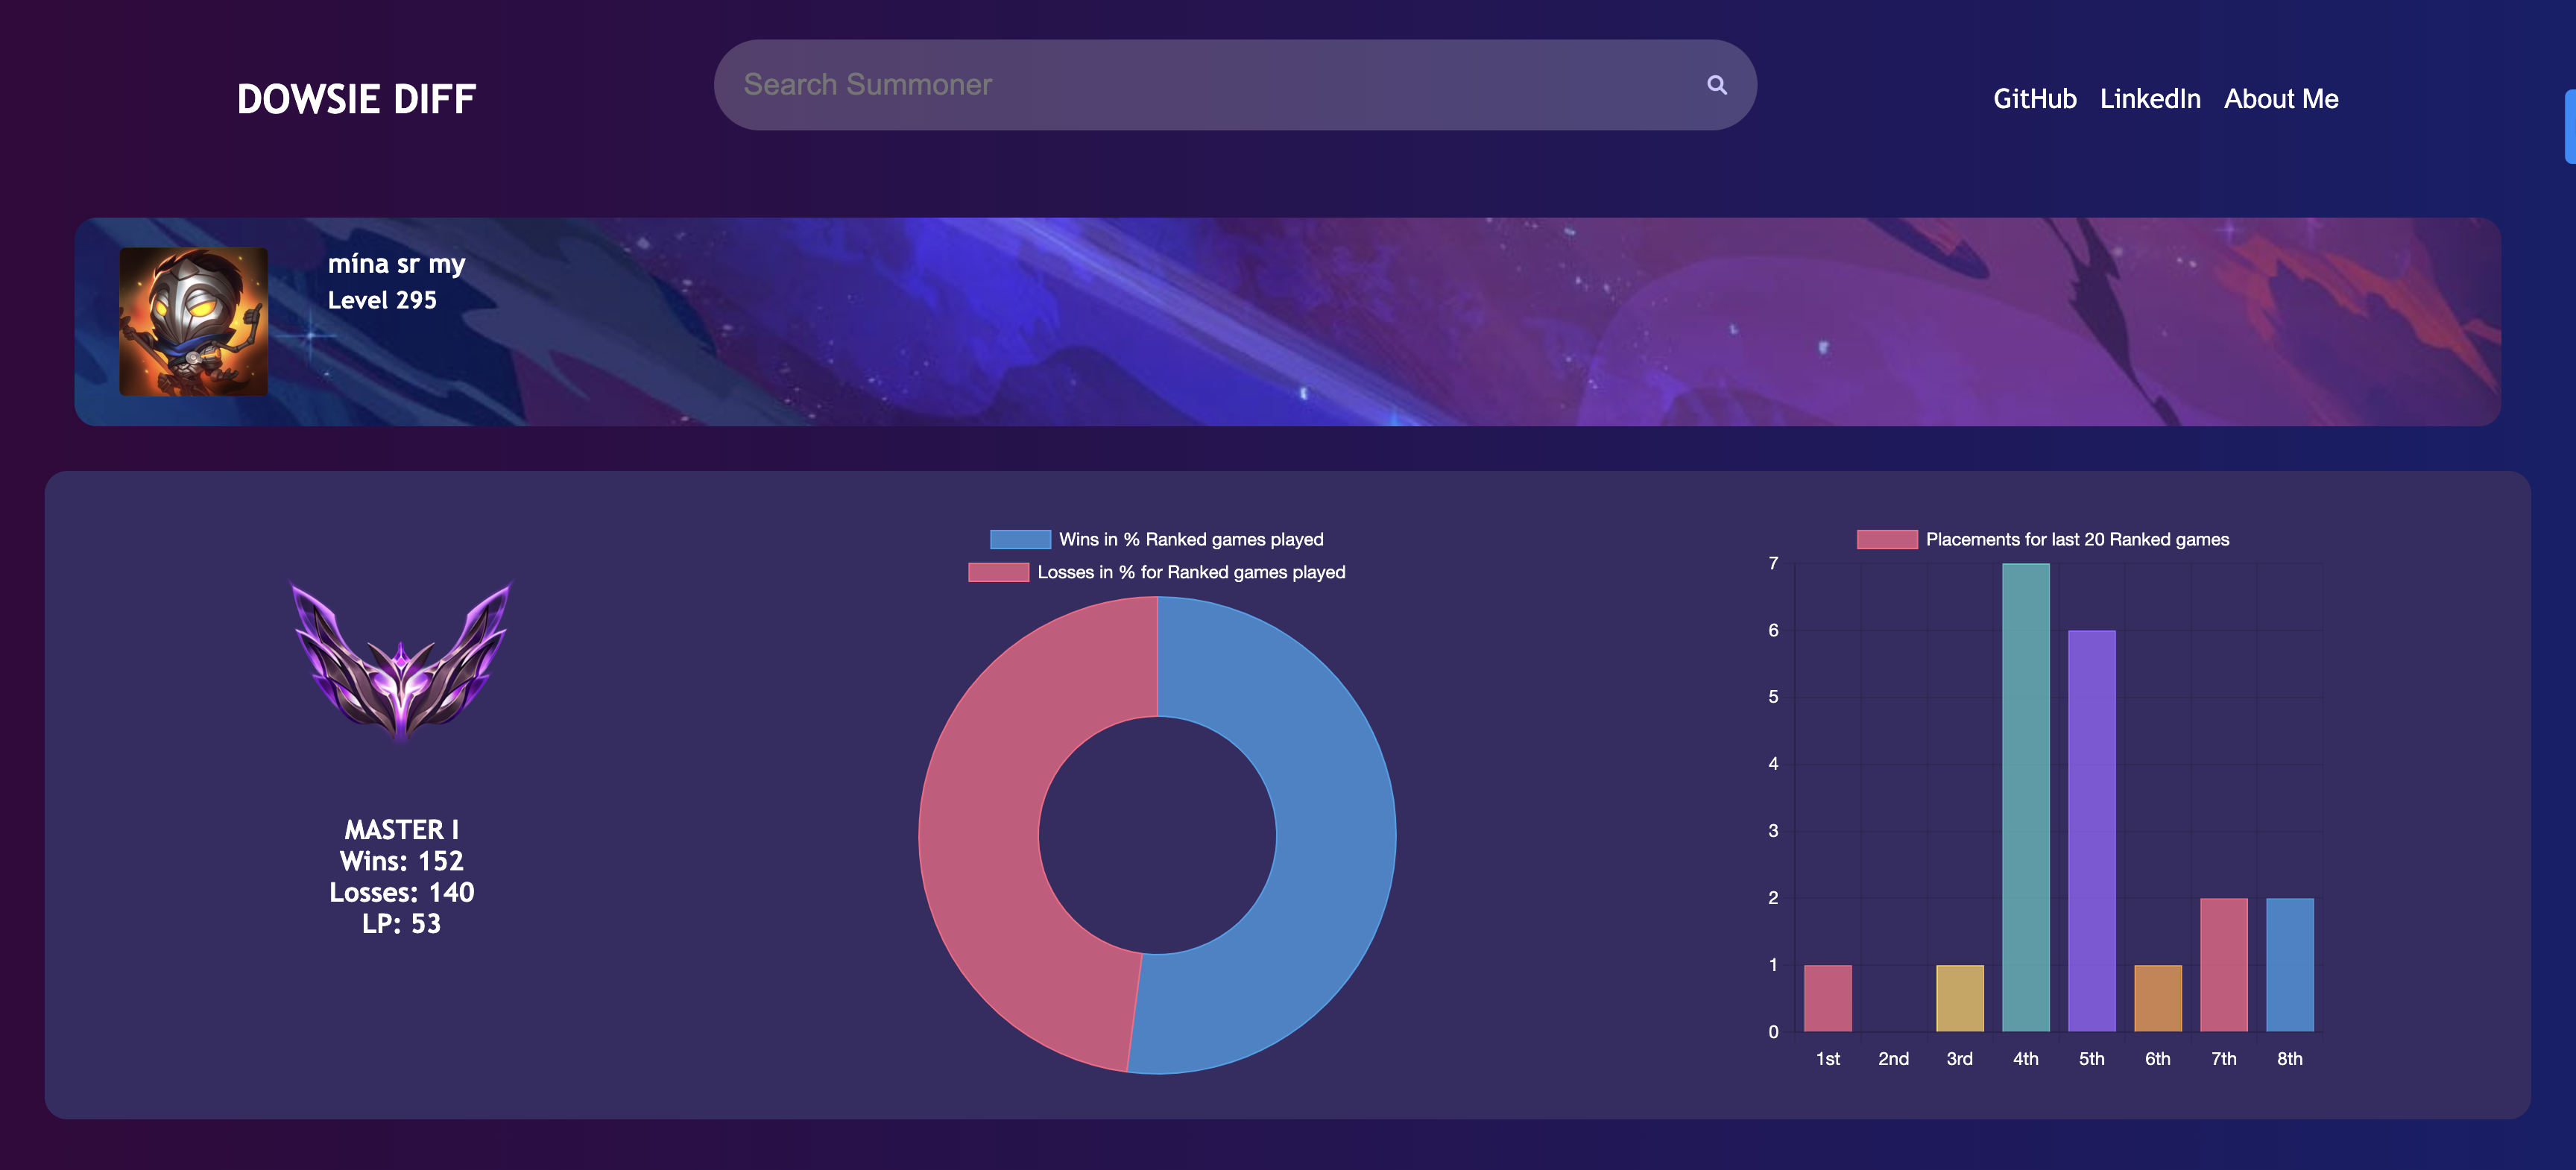 DOWSIE DIFF
Search Summoner
GitHub LinkedIn About Me
mína sr my
Level 295
MASTER I
Wins: 152
Losses: 140
LP: 53
Wins in % Ranked games played
Losses in % for Ranked games played
Placements for last 20 Ranked games
7
6
5
4
3
2
1
0
1st 2nd 3rd 4th 5th 6th 7th 8th